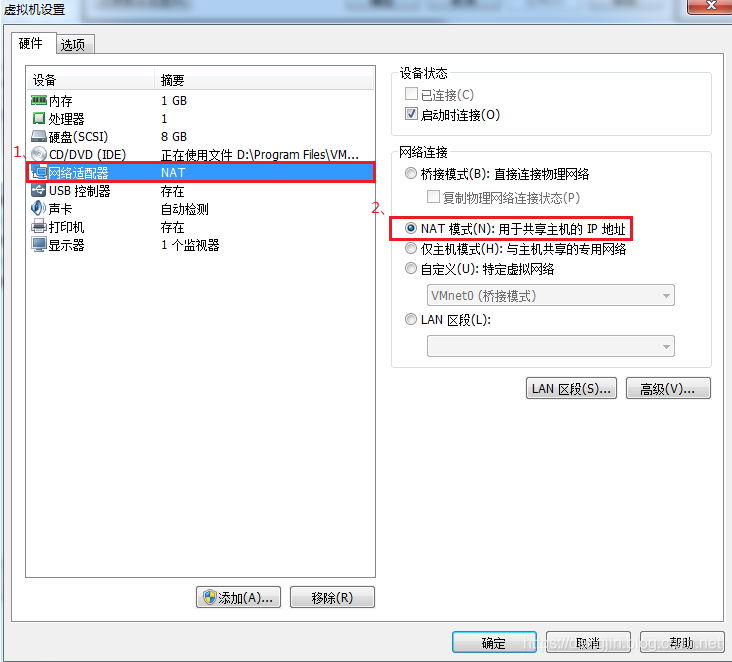 虚拟机设置
硬件 选项
设备 摘要
内存 1 GB
处理器 1
硬盘(SCSI) 8 GB
1、 CD/DVD (IDE) 正在使用文件 D:\Program Files\VM...
网络适配器 NAT
USB 控制器 存在
声卡 自动检测
打印机 存在
显示器 1 个监视器
添加(A)... 移除(R)
设备状态
已连接(C)
启动时连接(O)
网络连接
桥接模式(B): 直接连接物理网络
复制物理网络连接状态(P)
2、
NAT 模式(N): 用于共享主机的 IP 地址
仅主机模式(H): 与主机共享的专用网络
自定义(U): 特定虚拟网络
VMnet0 (桥接模式)
LAN 区段(L):
LAN 区段(S)... 高级(V)...
确定 取消 帮助